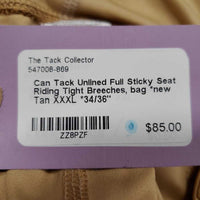 The Tack Collector
547008-869
Can Tack Unlined Full Sticky Seat
Riding Tight Breeches, bag *new
Tan XXXL *34/36"
ZZ8PZF
$85.00